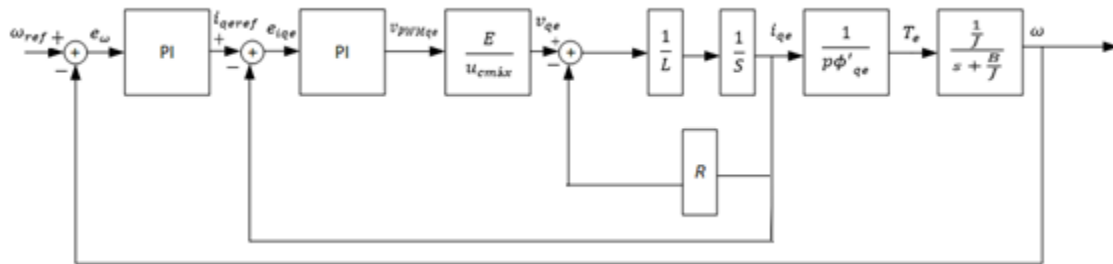 ω_ref + e_ω PI i_qeref + e_iqe PI v_PWMqe E/u_cmáx v_qe + 1/L 1/S i_qe 1/pϕ'_qe T_e (1/J)/(s + B/J) ω
− − −
R